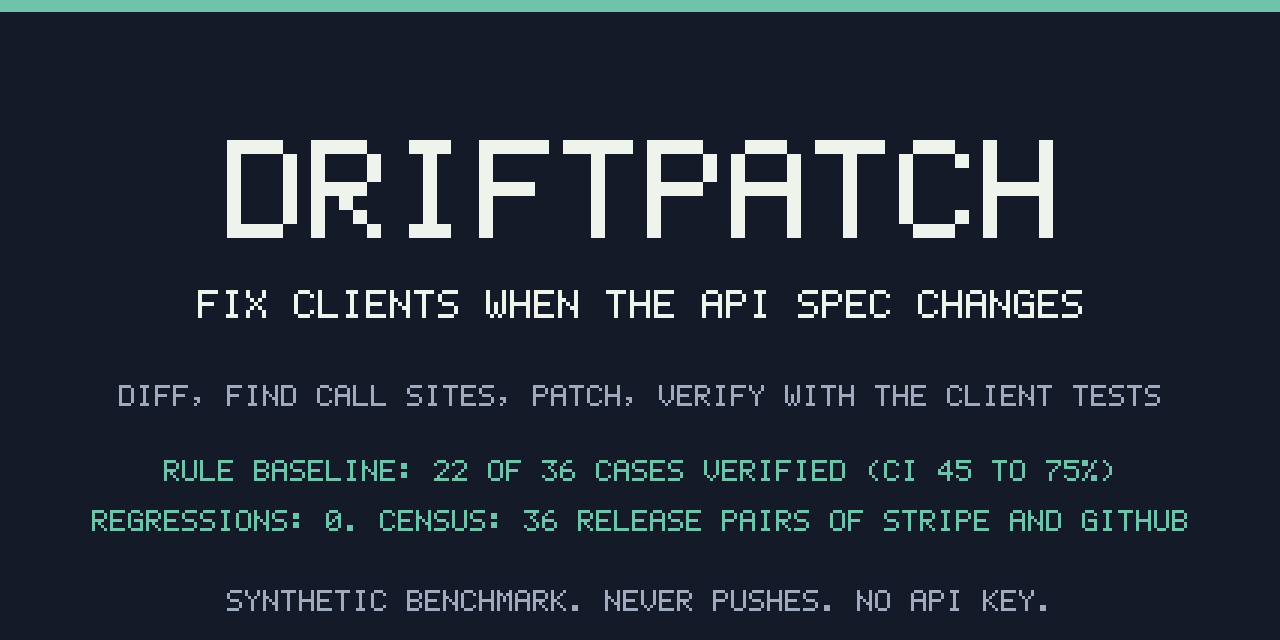 DRIFTPATCH
FIX CLIENTS WHEN THE API SPEC CHANGES
DIFF, FIND CALL SITES, PATCH, VERIFY WITH THE CLIENT TESTS
RULE BASELINE: 22 OF 36 CASES VERIFIED (CI 45 TO 75%)
REGRESSIONS: 0. CENSUS: 36 RELEASE PAIRS OF STRIPE AND GITHUB
SYNTHETIC BENCHMARK. NEVER PUSHES. NO API KEY.